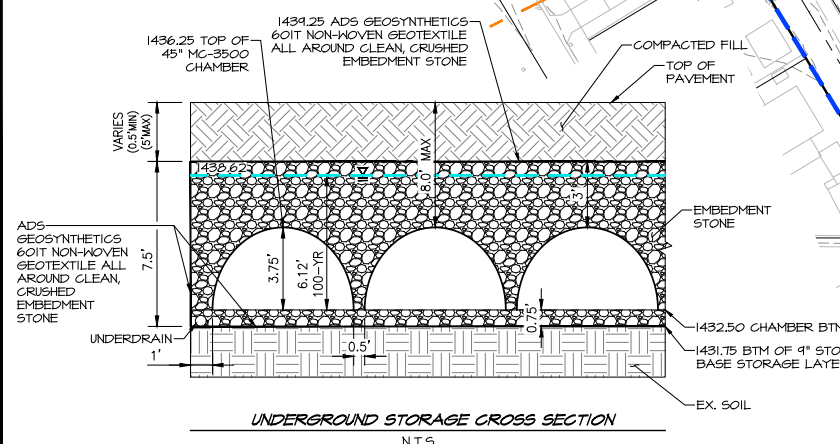 1439.25 ADS GEOSYNTHETICS
601T NON-WOVEN GEOTEXTILE
ALL AROUND CLEAN, CRUSHED
EMBEDMENT STONE
1436.25 TOP OF
45" MC-3500
CHAMBER
COMPACTED FILL
TOP OF
PAVEMENT
VARIES
(0.5'MIN)
(5'MAX)
1438.62
8.0' MAX
3'
ADS
GEOSYNTHETICS
601T NON-WOVEN
GEOTEXTILE ALL
AROUND CLEAN,
CRUSHED
EMBEDMENT
STONE
7.5'
3.75'
6.12'
100-YR
EMBEDMENT
STONE
0.75'
UNDERDRAIN
1'
0.5'
1432.50 CHAMBER BTM
1431.75 BTM OF 9" STO
BASE STORAGE LAYE
EX. SOIL
UNDERGROUND STORAGE CROSS SECTION
N.T.S.